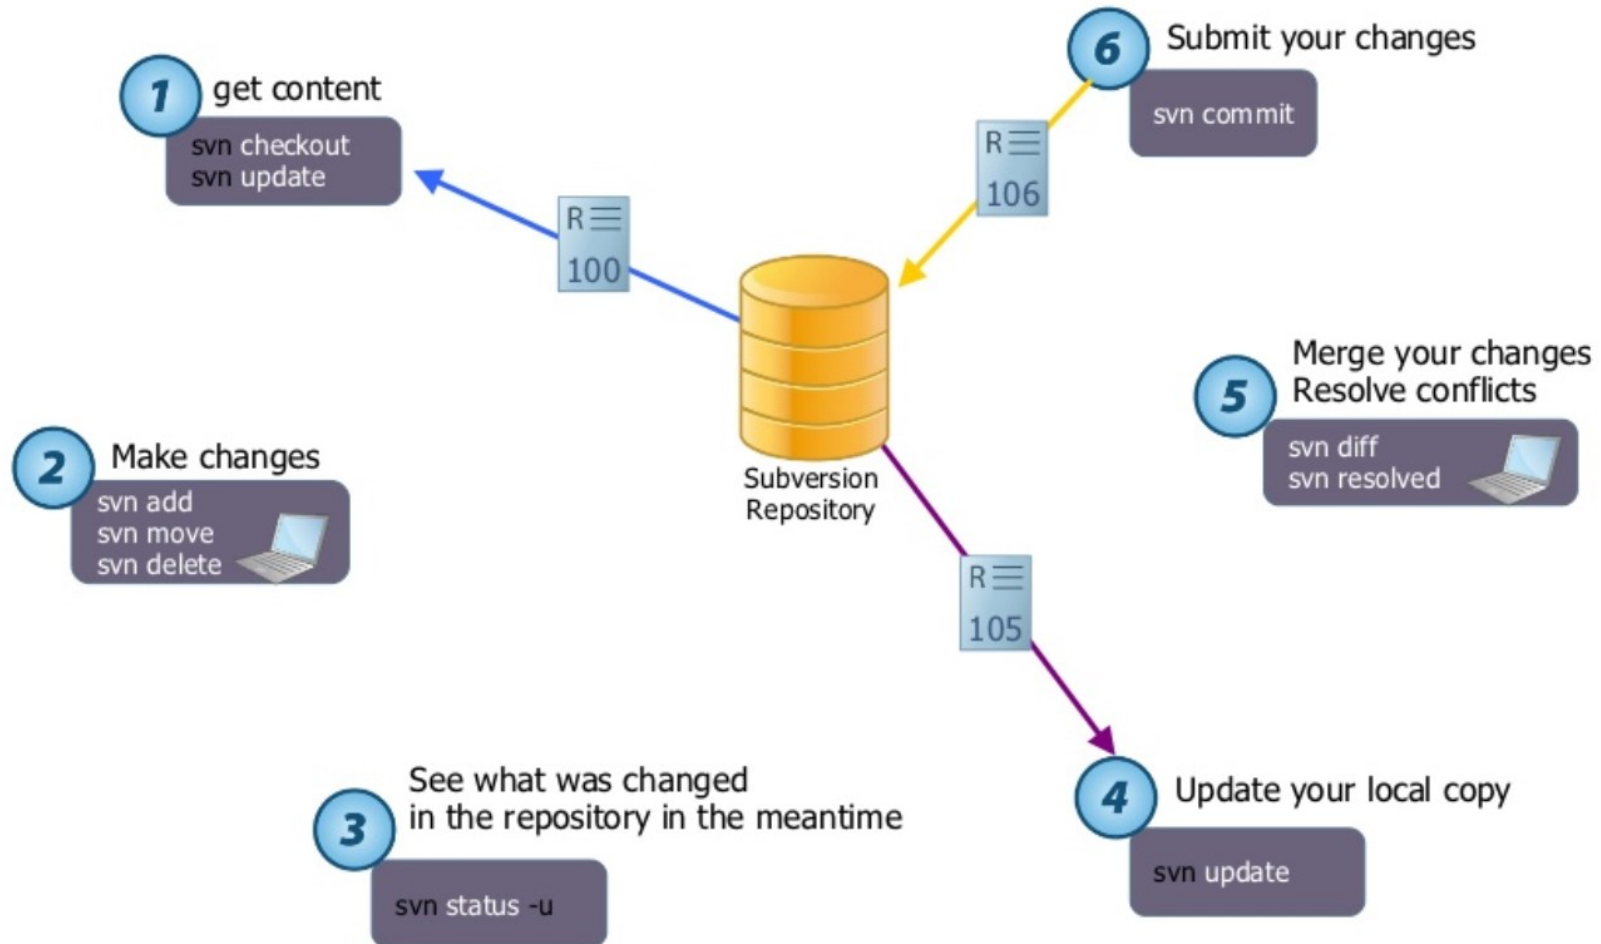 1
get content
svn checkout
svn update
R
100
2
Make changes
svn add
svn move
svn delete
3
See what was changed
in the repository in the meantime
svn status -u
Subversion
Repository
R
105
4
Update your local copy
svn update
5
Merge your changes
Resolve conflicts
svn diff
svn resolved
6
Submit your changes
svn commit
R
106